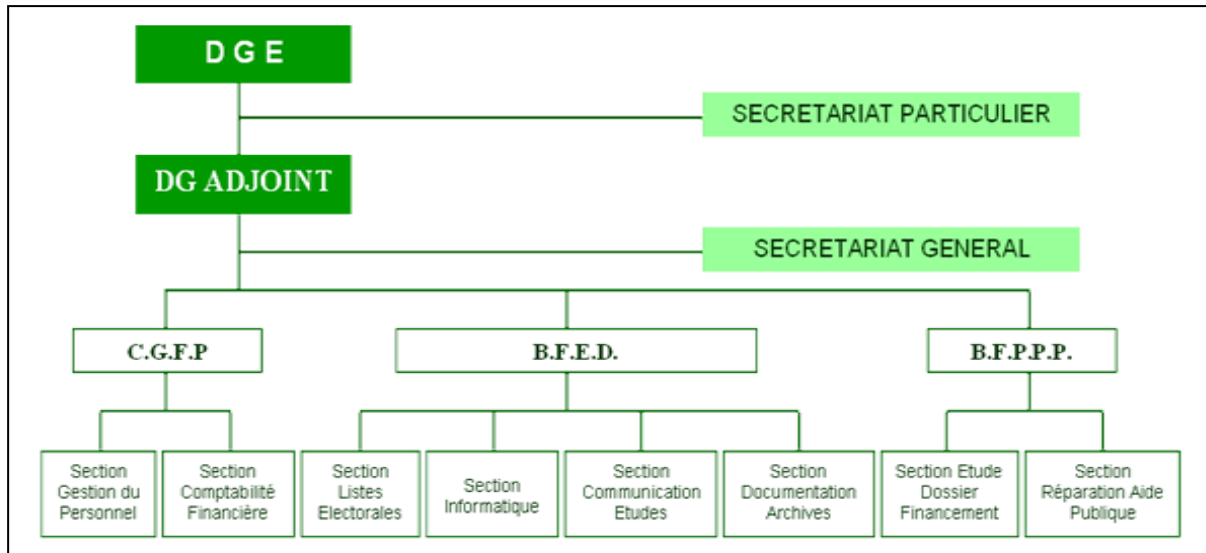 D G E
SECRETARIAT PARTICULIER
DG ADJOINT
SECRETARIAT GENERAL
C.G.F.P
B.F.E.D.
B.F.P.P.P.
Section
Gestion du
Personnel
Section
Comptabilité
Financière
Section
Listes
Electorales
Section
Informatique
Section
Communication
Etudes
Section
Documentation
Archives
Section Etude
Dossier
Financement
Section
Réparation Aide
Publique